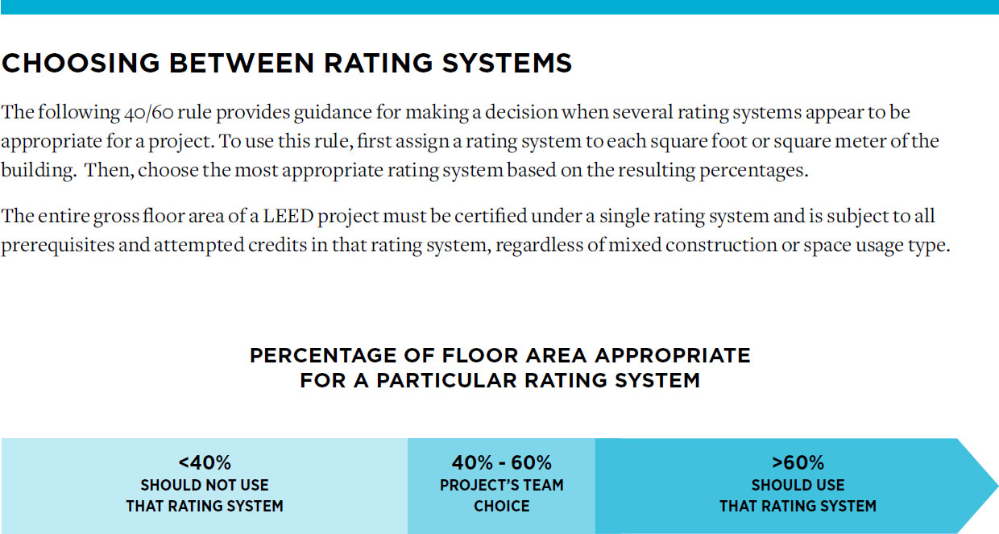 CHOOSING BETWEEN RATING SYSTEMS
The following 40/60 rule provides guidance for making a decision when several rating systems appear to be
appropriate for a project. To use this rule, first assign a rating system to each square foot or square meter of the
building.  Then, choose the most appropriate rating system based on the resulting percentages.
The entire gross floor area of a LEED project must be certified under a single rating system and is subject to all
prerequisites and attempted credits in that rating system, regardless of mixed construction or space usage type.
PERCENTAGE OF FLOOR AREA APPROPRIATE
FOR A PARTICULAR RATING SYSTEM
<40%
SHOULD NOT USE
THAT RATING SYSTEM
40% - 60%
PROJECT'S TEAM
CHOICE
>60%
SHOULD USE
THAT RATING SYSTEM